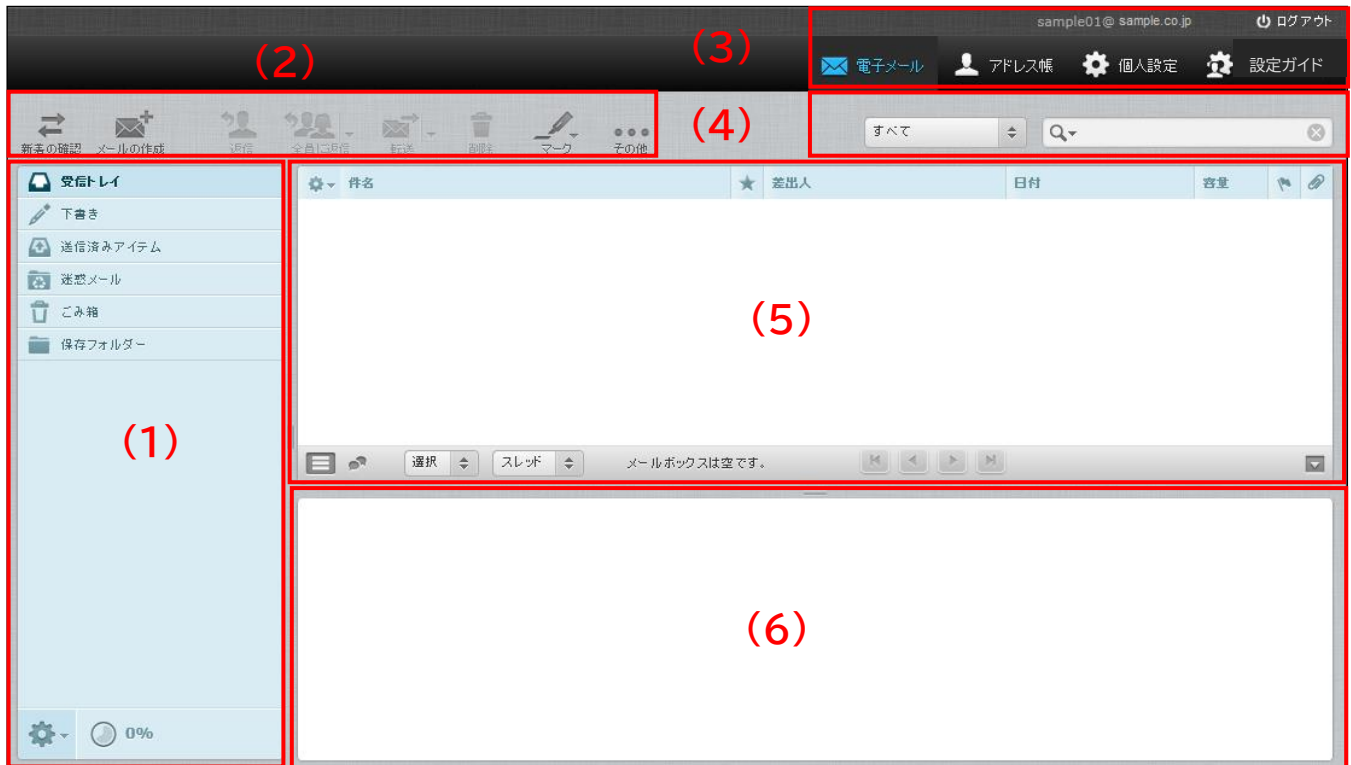 sample01@ sample.co.jp ログアウト
(2)
(3)
電子メール アドレス帳 個人設定 設定ガイド
(4)
すべて
新着の確認 メールの作成 返信 全員に返信 転送 削除 マーク その他
受信トレイ
件名 差出人 日付 容量
下書き
送信済みアイテム
迷惑メール
ごみ箱
保存フォルダー
(5)
(1)
選択 スレッド メールボックスは空です。
(6)
0%